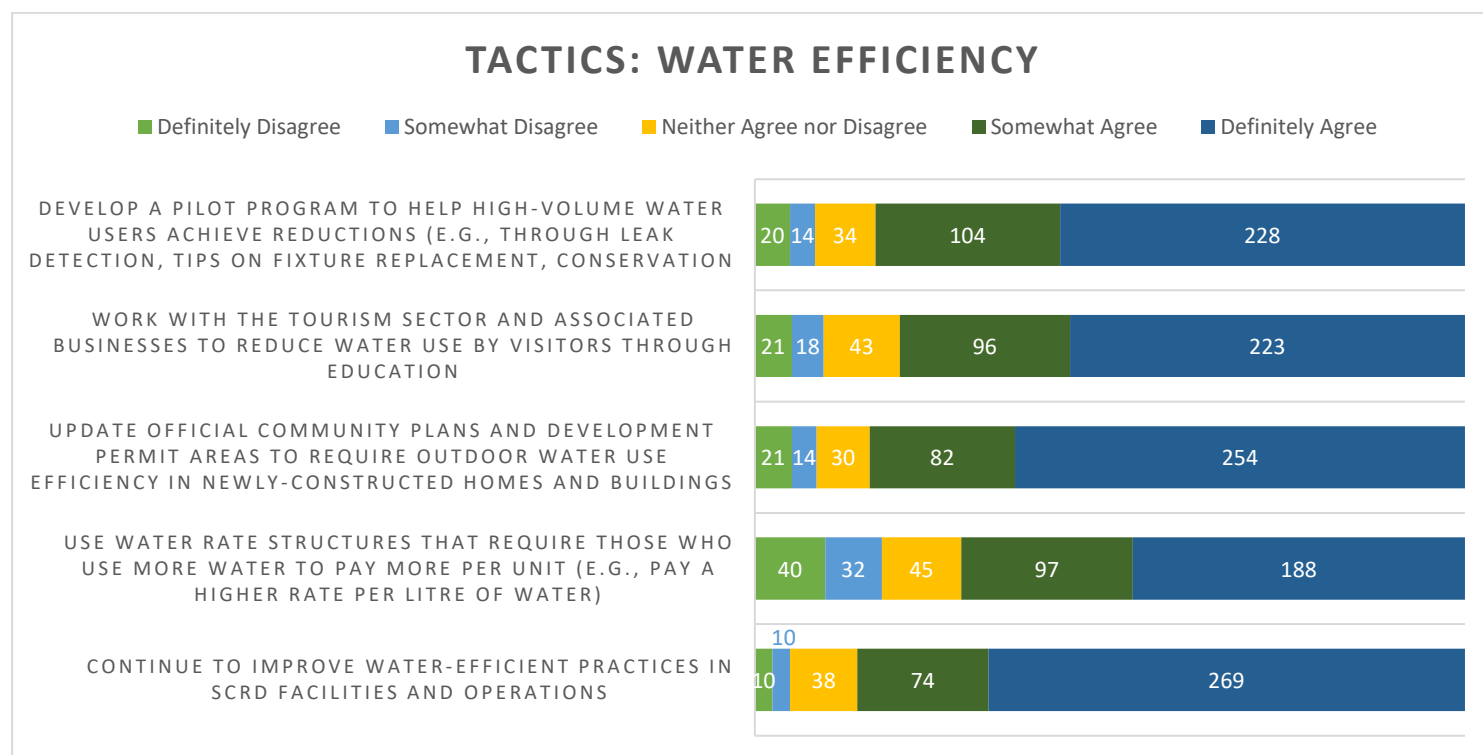 TACTICS: WATER EFFICIENCY
Definitely Disagree Somewhat Disagree Neither Agree nor Disagree Somewhat Agree Definitely Agree
DEVELOP A PILOT PROGRAM TO HELP HIGH-VOLUME WATER
USERS ACHIEVE REDUCTIONS (E.G., THROUGH LEAK
DETECTION, TIPS ON FIXTURE REPLACEMENT, CONSERVATION
20 14 34 104 228
WORK WITH THE TOURISM SECTOR AND ASSOCIATED
BUSINESSES TO REDUCE WATER USE BY VISITORS THROUGH
EDUCATION
21 18 43 96 223
UPDATE OFFICIAL COMMUNITY PLANS AND DEVELOPMENT
PERMIT AREAS TO REQUIRE OUTDOOR WATER USE
EFFICIENCY IN NEWLY-CONSTRUCTED HOMES AND BUILDINGS
21 14 30 82 254
USE WATER RATE STRUCTURES THAT REQUIRE THOSE WHO
USE MORE WATER TO PAY MORE PER UNIT (E.G., PAY A
HIGHER RATE PER LITRE OF WATER)
40 32 45 97 188
CONTINUE TO IMPROVE WATER-EFFICIENT PRACTICES IN
SCRD FACILITIES AND OPERATIONS
10 10 38 74 269